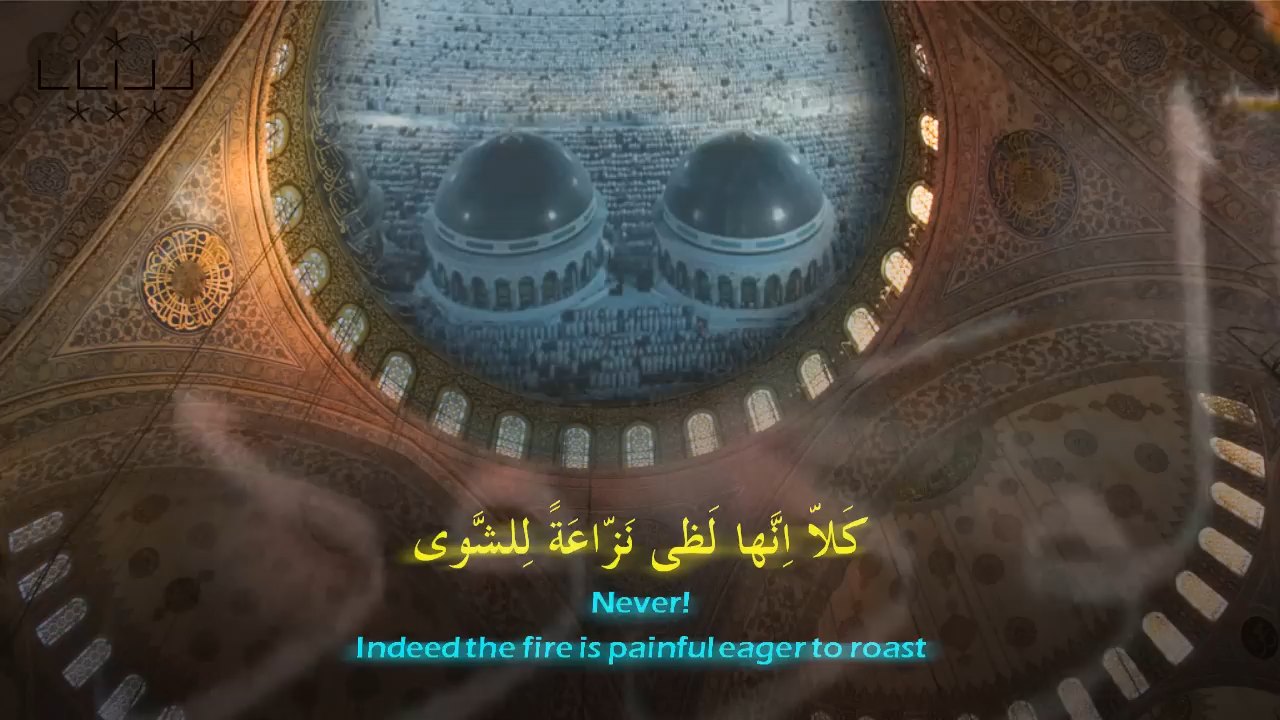 كَلاّ اِنَّها لَظى نَزّاعَةً لِلشَّوى
Never!
Indeed the fire is painful eager to roast